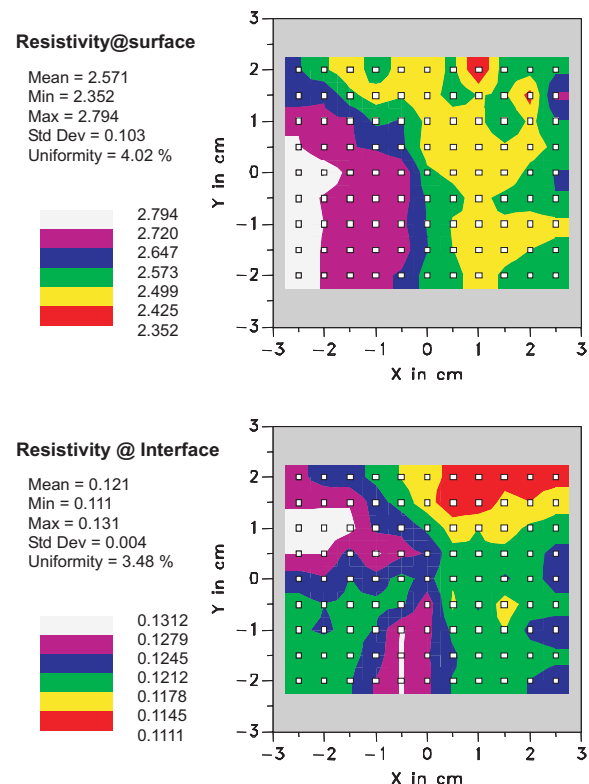 Resistivity@surface
Mean = 2.571
Min = 2.352
Max = 2.794
Std Dev = 0.103
Uniformity = 4.02 %
2.794
2.720
2.647
2.573
2.499
2.425
2.352
Y in cm
3
2
1
0
−1
−2
−3
−3 −2 −1 0 1 2 3
X in cm
Resistivity @ Interface
Mean = 0.121
Min = 0.111
Max = 0.131
Std Dev = 0.004
Uniformity = 3.48 %
0.1312
0.1279
0.1245
0.1212
0.1178
0.1145
0.1111
Y in cm
3
2
1
0
−1
−2
−3
−3 −2 −1 0 1 2 3
X in cm